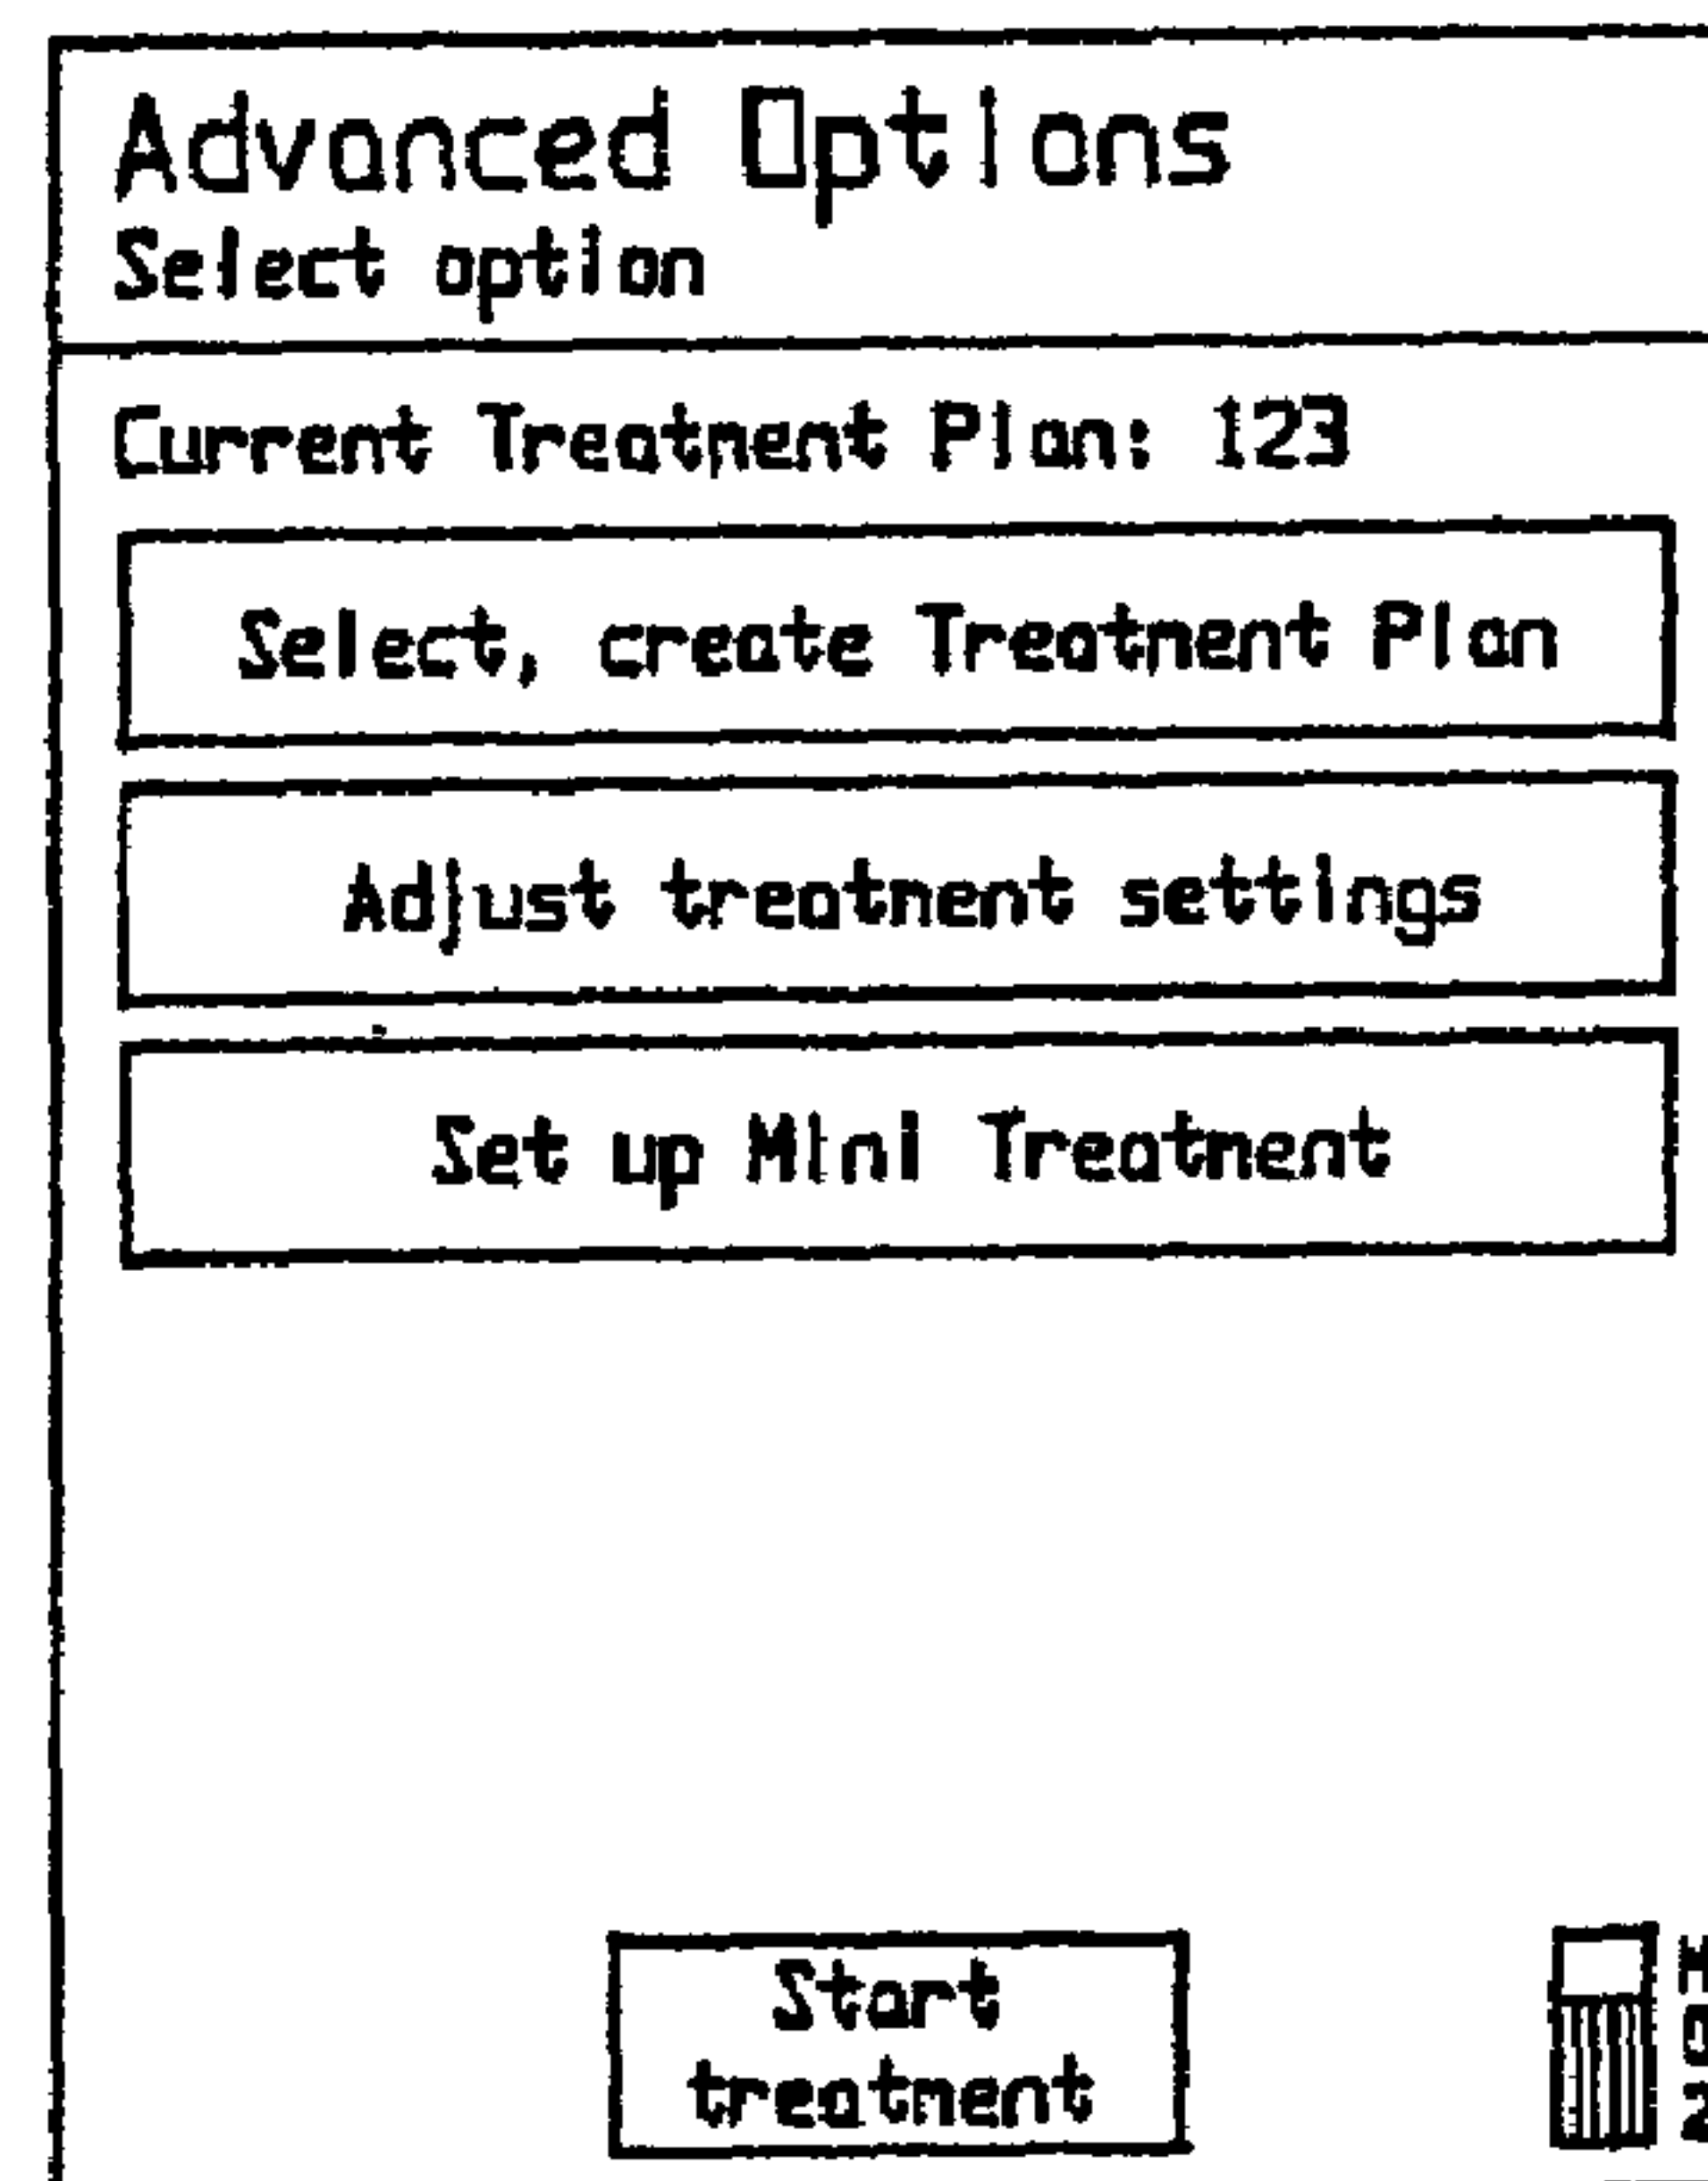 Advanced Options
Select option
Current Treatment Plan: 123
Select, create Treatment Plan
Adjust treatment settings
Set up Mini Treatment
Start
treatment